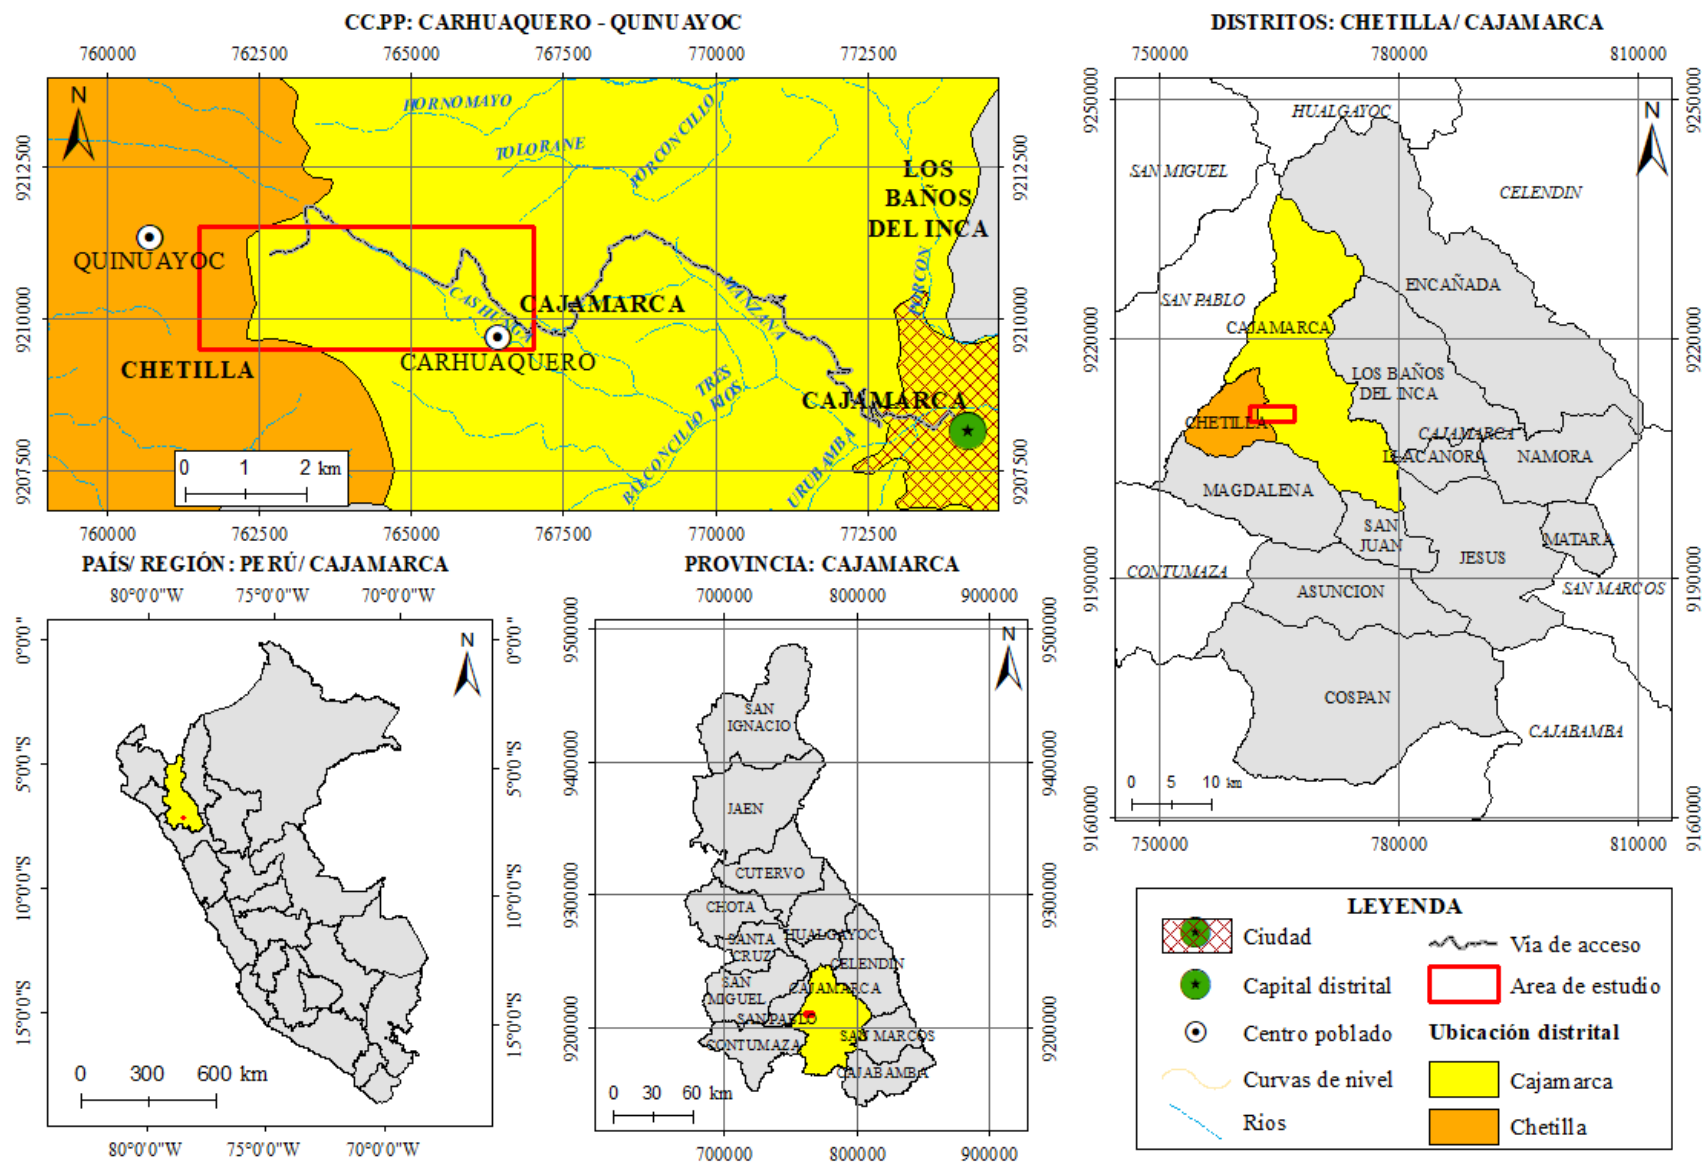 CC.PP: CARHUAQUERO - QUINUAYOC
760000 762500 765000 767500 770000 772500
N
HORNOMAYO
TOLORANE
PORCONCILLO
LOS
BAÑOS
DEL INCA
QUINUAYOC
CASHUNGA
CAJAMARCA
MANZANA
PORCON
CARHUAQUERO
CHETILLA
TRES
RIOS
CAJAMARCA
BALCONCILLO
URUBAMBA
0 1 2 km
9212500
9210000
9207500
9212500
9210000
9207500
760000 762500 765000 767500 770000 772500
DISTRITOS: CHETILLA/ CAJAMARCA
750000 780000 810000
N
HUALGAYOC
SAN MIGUEL
CELENDIN
SAN PABLO
ENCAÑADA
CAJAMARCA
LOS BAÑOS
DEL INCA
CHETILLA
CAJAMARCA
LLACANORA
NAMORA
MAGDALENA
SAN
JUAN
MATARA
JESUS
CONTUMAZA
ASUNCION
SAN MARCOS
COSPAN
CAJABAMBA
0 5 10 km
9250000
9220000
9190000
9160000
9250000
9220000
9190000
9160000
750000 780000 810000
PAÍS/ REGIÓN: PERÚ/ CAJAMARCA
80°0'0"W 75°0'0"W 70°0'0"W
N
0°0'0"
5°0'0"S
10°0'0"S
15°0'0"S
0°0'0"
5°0'0"S
10°0'0"S
15°0'0"S
0 300 600 km
80°0'0"W 75°0'0"W 70°0'0"W
PROVINCIA: CAJAMARCA
700000 800000 900000
N
SAN
IGNACIO
JAEN
CUTERVO
CHOTA
SANTA
CRUZ
HUALGAYOC
CELENDIN
SAN
MIGUEL
CAJAMARCA
SAN PABLO
CONTUMAZA
SAN MARCOS
CAJABAMBA
0 30 60 km
9500000
9400000
9300000
9200000
9500000
9400000
9300000
9200000
700000 800000 900000
LEYENDA
Ciudad
Capital distrital
Centro poblado
Curvas de nivel
Rios
Via de acceso
Area de estudio
Ubicación distrital
Cajamarca
Chetilla